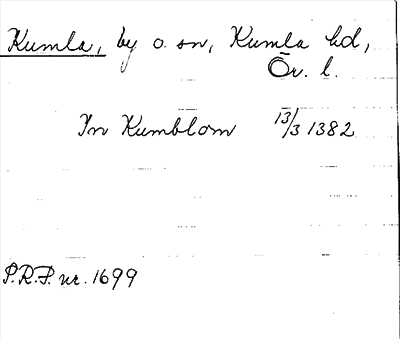 Kumla, by o. sn, Kumla hd,
Ör. l.
In Kumblom 13/3 1382
P.R.P. nr. 1699